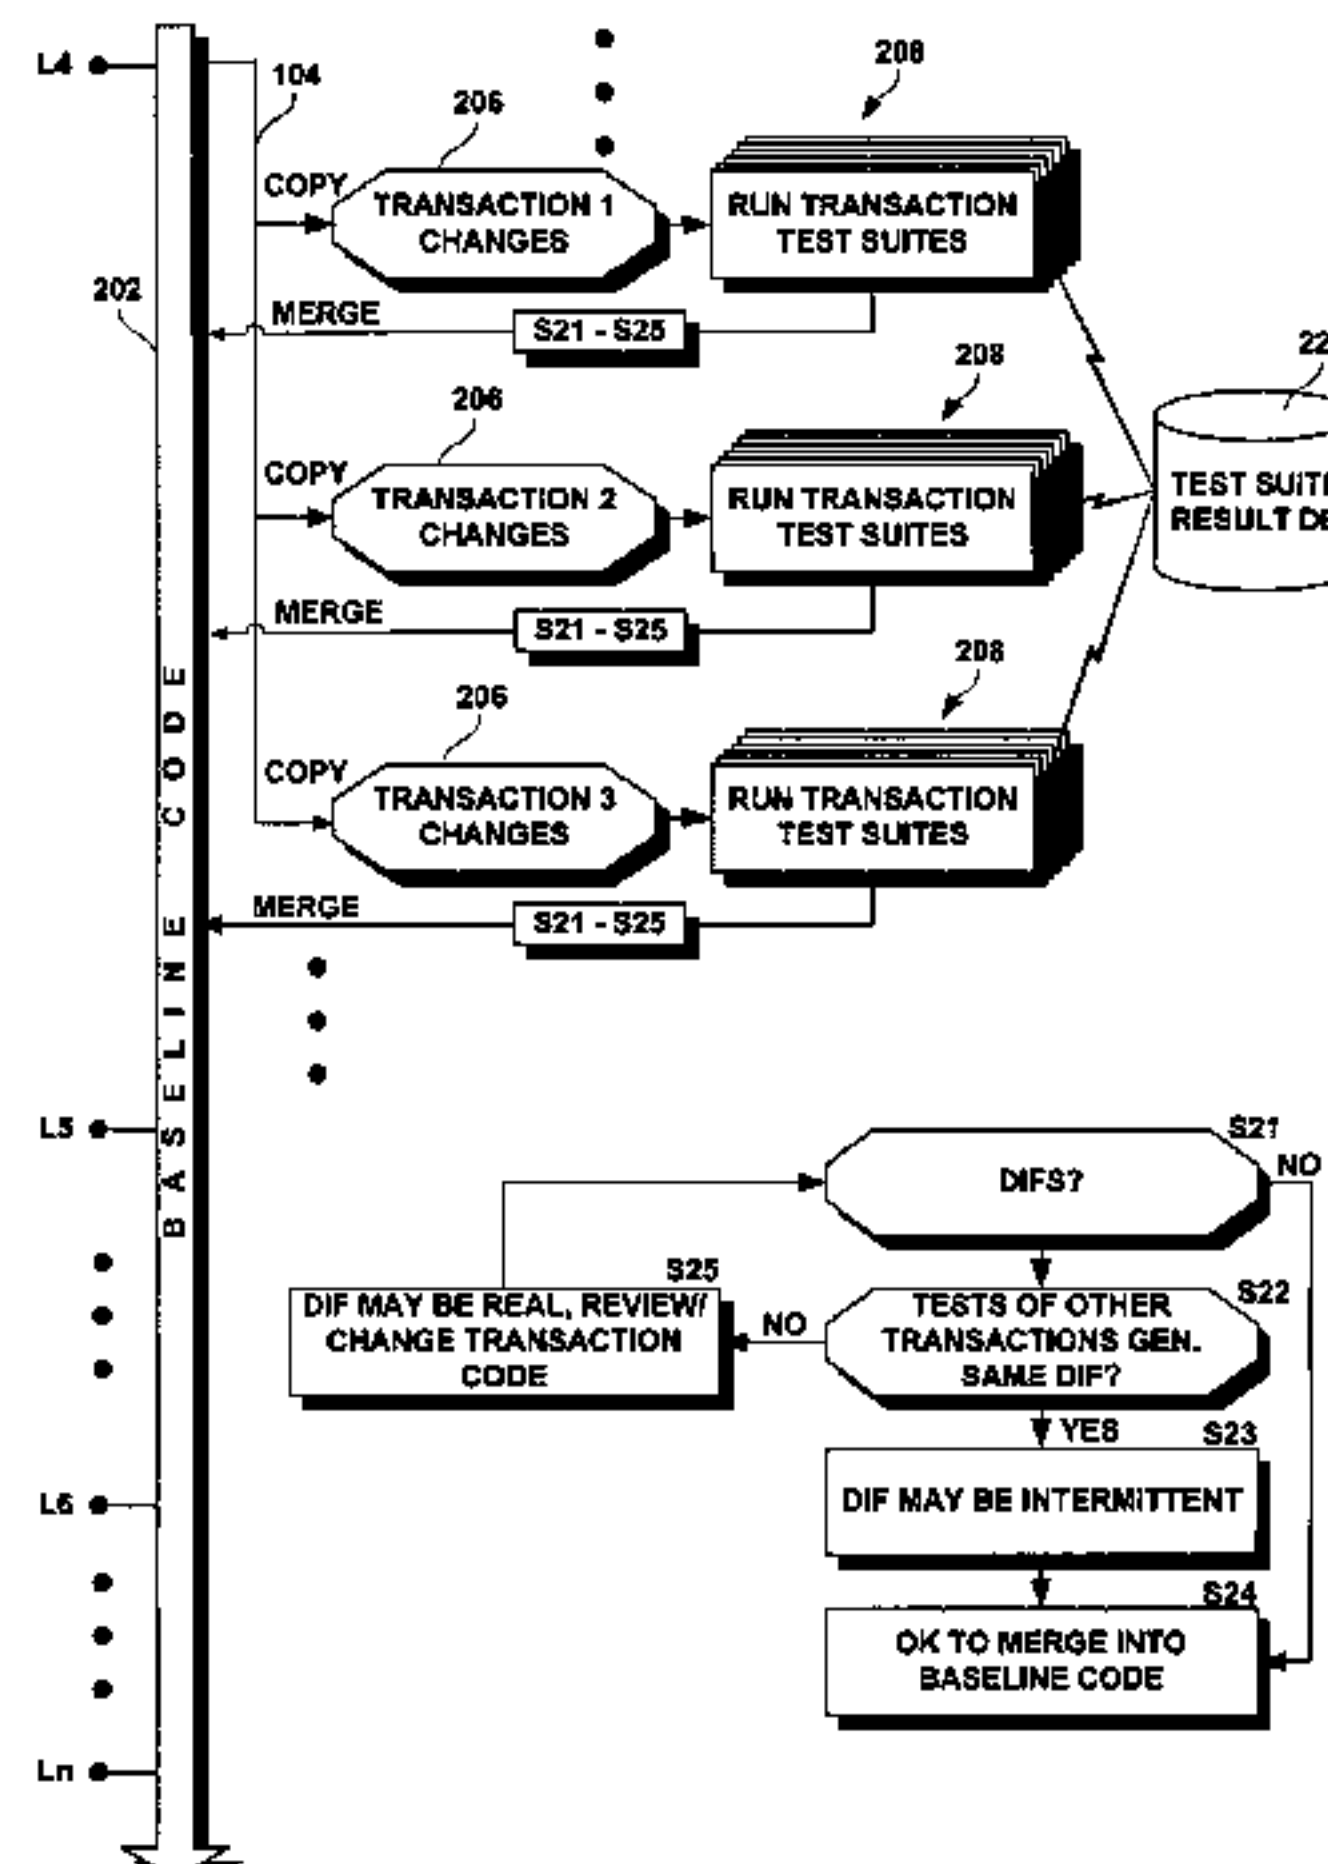 L4
104
206
208
COPY
TRANSACTION 1
CHANGES
RUN TRANSACTION
TEST SUITES
202
MERGE
S21 - S25
208
22
206
COPY
TRANSACTION 2
CHANGES
RUN TRANSACTION
TEST SUITES
TEST SUITE
RESULT
MERGE
S21 - S25
208
206
COPY
TRANSACTION 3
CHANGES
RUN TRANSACTION
TEST SUITES
MERGE
S21 - S25
BASELINE CODE
L5
S21
DIFS?
NO
S25
DIF MAY BE REAL, REVIEW/
CHANGE TRANSACTION
CODE
NO
S22
TESTS OF OTHER
TRANSACTIONS GEN.
SAME DIF?
YES
S23
L6
DIF MAY BE INTERMITTENT
S24
OK TO MERGE INTO
BASELINE CODE
Ln